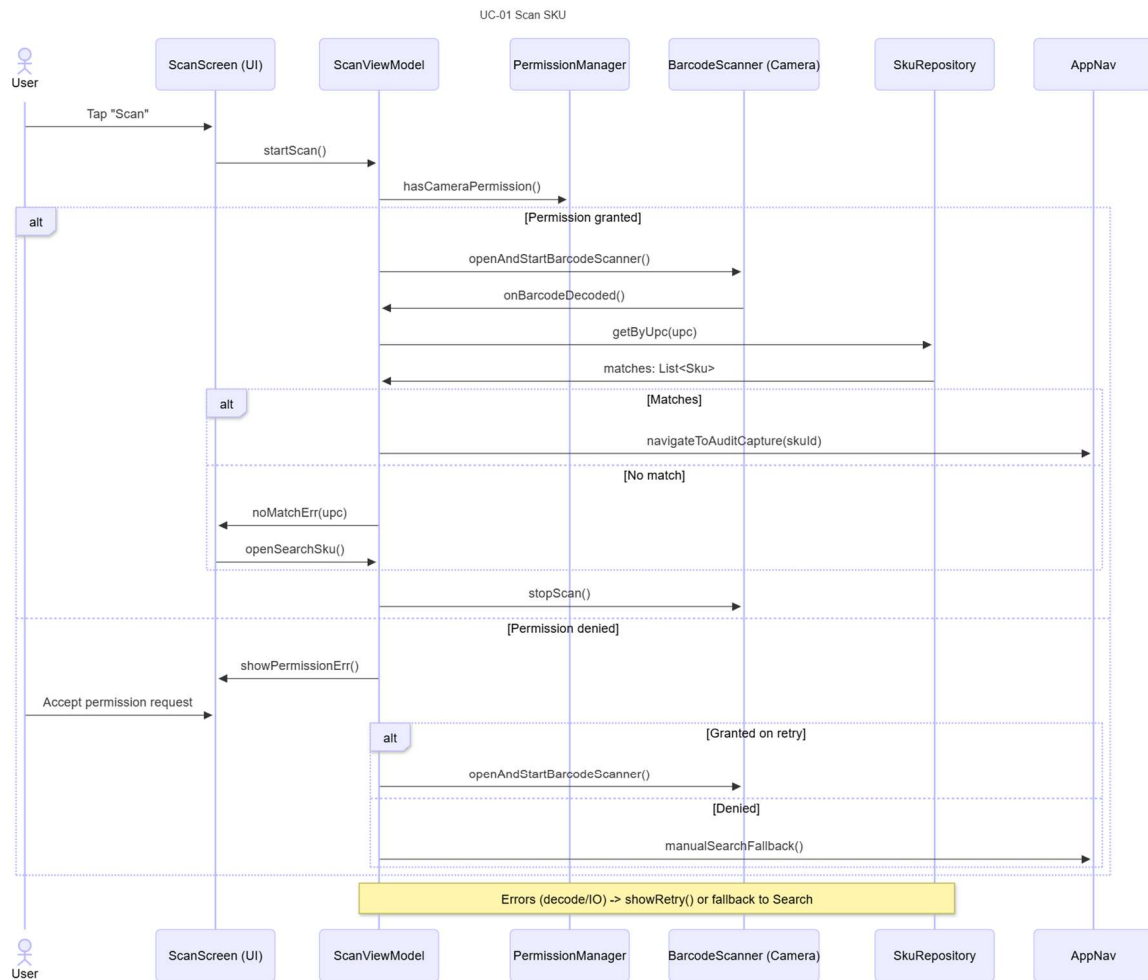 UC-01 Scan SKU
User
ScanScreen (UI)
ScanViewModel
PermissionManager
BarcodeScanner (Camera)
SkuRepository
AppNav
Tap "Scan"
startScan()
hasCameraPermission()
alt
[Permission granted]
openAndStartBarcodeScanner()
onBarcodeDecoded()
getByUpc(upc)
matches: List<Sku>
alt
[Matches]
navigateToAuditCapture(skuId)
[No match]
noMatchErr(upc)
openSearchSku()
stopScan()
[Permission denied]
showPermissionErr()
Accept permission request
alt
[Granted on retry]
openAndStartBarcodeScanner()
[Denied]
manualSearchFallback()
Errors (decode/IO) -> showRetry() or fallback to Search
User
ScanScreen (UI)
ScanViewModel
PermissionManager
BarcodeScanner (Camera)
SkuRepository
AppNav